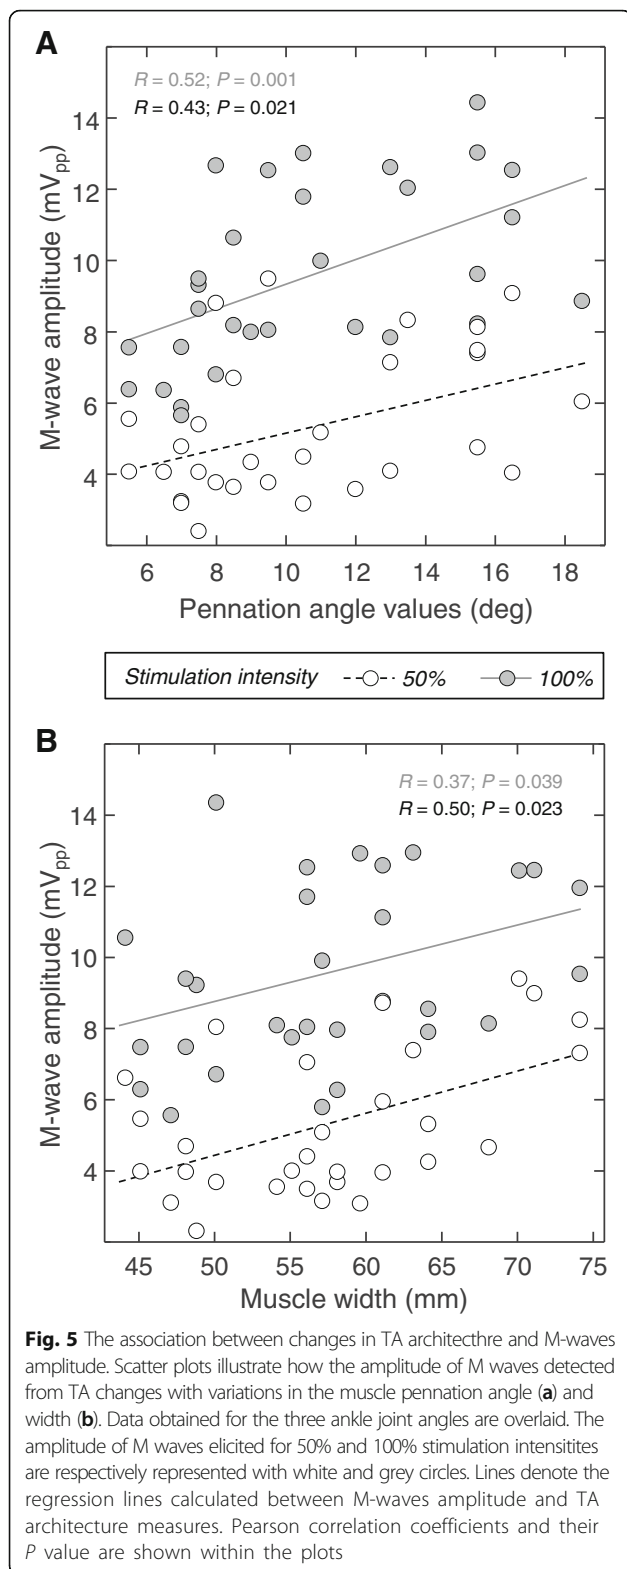 A
R = 0.52; P = 0.001
R = 0.43; P = 0.021
M-wave amplitude (mVpp)
14
12
10
8
6
4
6 8 10 12 14 16 18
Pennation angle values (deg)
Stimulation intensity 50% 100%
B
R = 0.37; P = 0.039
R = 0.50; P = 0.023
M-wave amplitude (mVpp)
14
12
10
8
6
4
45 50 55 60 65 70 75
Muscle width (mm)
Fig. 5 The association between changes in TA architecthre and M-waves
amplitude. Scatter plots illustrate how the amplitude of M waves detected
from TA changes with variations in the muscle pennation angle (a) and
width (b). Data obtained for the three ankle joint angles are overlaid. The
amplitude of M waves elicited for 50% and 100% stimulation intensitites
are respectively represented with white and grey circles. Lines denote the
regression lines calculated between M-waves amplitude and TA
architecture measures. Pearson correlation coefficients and their
P value are shown within the plots